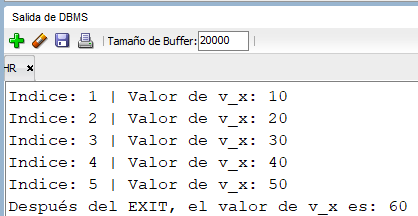 Salida de DBMS
Tamaño de Buffer: 20000
HR
Indice: 1 | Valor de v_x: 10
Indice: 2 | Valor de v_x: 20
Indice: 3 | Valor de v_x: 30
Indice: 4 | Valor de v_x: 40
Indice: 5 | Valor de v_x: 50
Después del EXIT, el valor de v_x es: 60